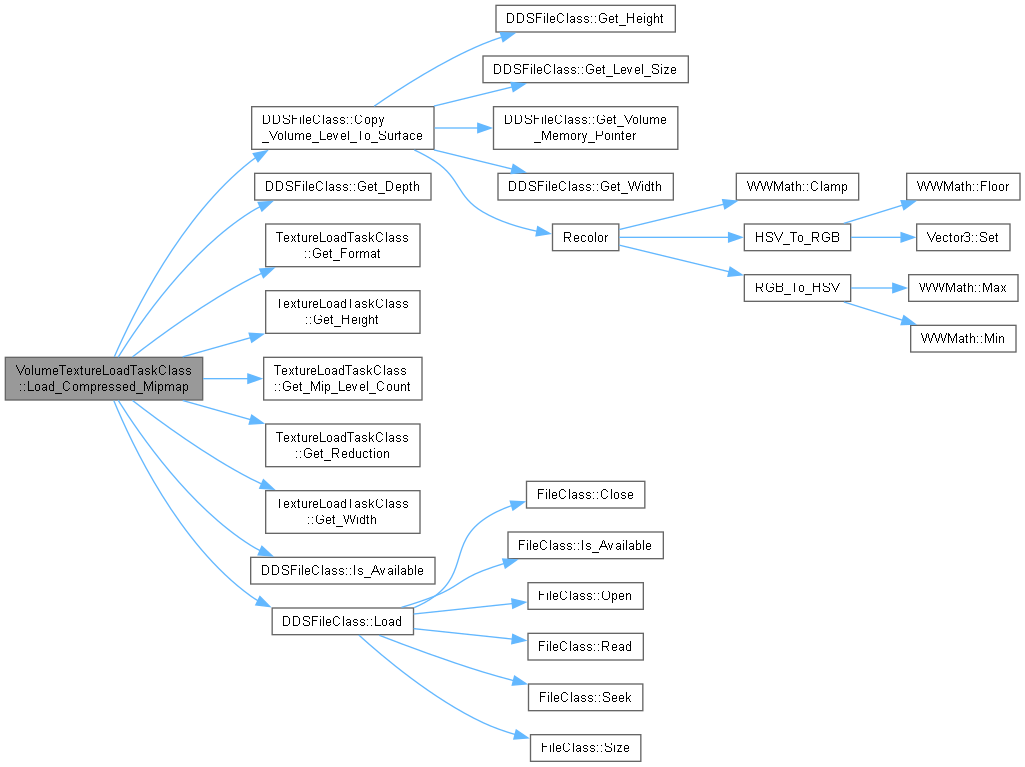 DDSFileClass::Get_Height
DDSFileClass::Get_Level_Size
DDSFileClass::Copy
_Volume_Level_To_Surface
DDSFileClass::Get_Volume
_Memory_Pointer
DDSFileClass::Get_Depth
DDSFileClass::Get_Width
WWMath::Clamp
WWMath::Floor
TextureLoadTaskClass
::Get_Format
Recolor
HSV_To_RGB
Vector3::Set
TextureLoadTaskClass
::Get_Height
RGB_To_HSV
WWMath::Max
WWMath::Min
VolumeTextureLoadTaskClass
::Load_Compressed_Mipmap
TextureLoadTaskClass
::Get_Mip_Level_Count
TextureLoadTaskClass
::Get_Reduction
TextureLoadTaskClass
::Get_Width
FileClass::Close
FileClass::Is_Available
DDSFileClass::Is_Available
FileClass::Open
DDSFileClass::Load
FileClass::Read
FileClass::Seek
FileClass::Size